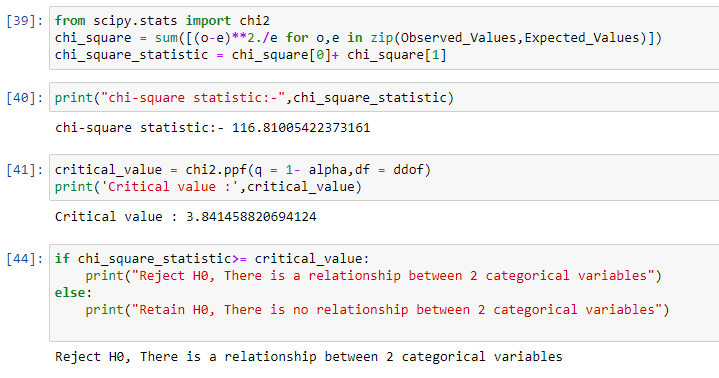 [39]: from scipy.stats import chi2
chi_square = sum([(o-e)**2./e for o,e in zip(Observed_Values,Expected_Values)])
chi_square_statistic = chi_square[0]+ chi_square[1]
[40]: print("chi-square statistic:-",chi_square_statistic)
chi-square statistic:- 116.81005422373161
[41]: critical_value = chi2.ppf(q = 1- alpha,df = ddof)
print('Critical value :',critical_value)
Critical value : 3.841458820694124
[44]: if chi_square_statistic>= critical_value:
    print("Reject H0, There is a relationship between 2 categorical variables")
else:
    print("Retain H0, There is no relationship between 2 categorical variables")
Reject H0, There is a relationship between 2 categorical variables